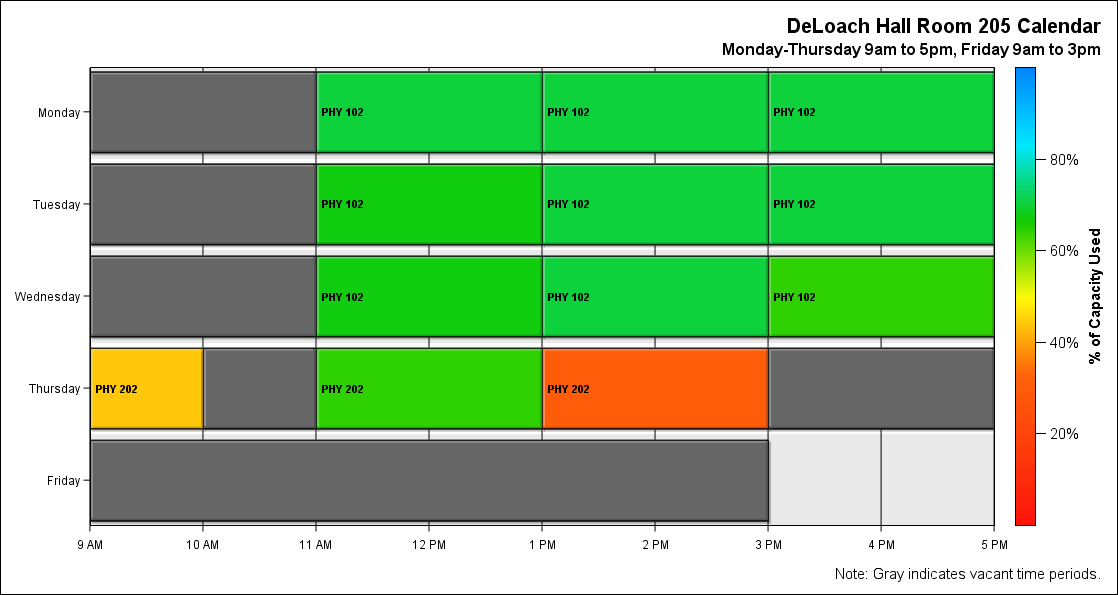 DeLoach Hall Room 205 Calendar
Monday-Thursday 9am to 5pm, Friday 9am to 3pm
Monday
PHY 102
PHY 102
PHY 102
Tuesday
PHY 102
PHY 102
PHY 102
Wednesday
PHY 102
PHY 102
PHY 102
Thursday
PHY 202
PHY 202
PHY 202
Friday
9 AM
10 AM
11 AM
12 PM
1 PM
2 PM
3 PM
4 PM
5 PM
80%
60%
40%
20%
% of Capacity Used
Note: Gray indicates vacant time periods.